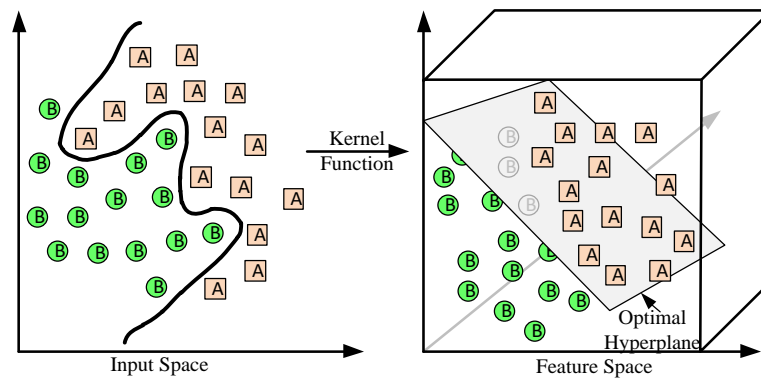 A A
A A A
B A
A
A B
A
B
B B A
B B A
A
B B
B B A
B B B
A
B A
Input Space
Kernel
Function
A
B A A A
A
B A
B A
B B B A
A A
A
A
B A
B B A A
B B B
B
B
Optimal
Hyperplane
Feature Space